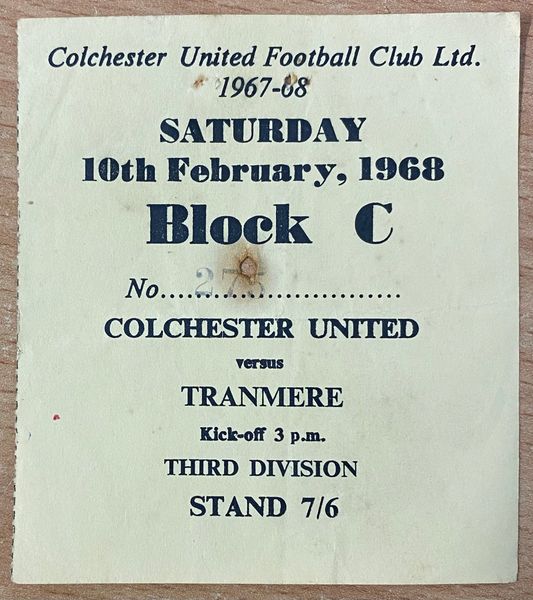 Colchester United Football Club Ltd.
1967-68
SATURDAY
10th February, 1968
Block C
No. 275
COLCHESTER UNITED
versus
TRANMERE
Kick-off 3 p.m.
THIRD DIVISION
STAND 7/6